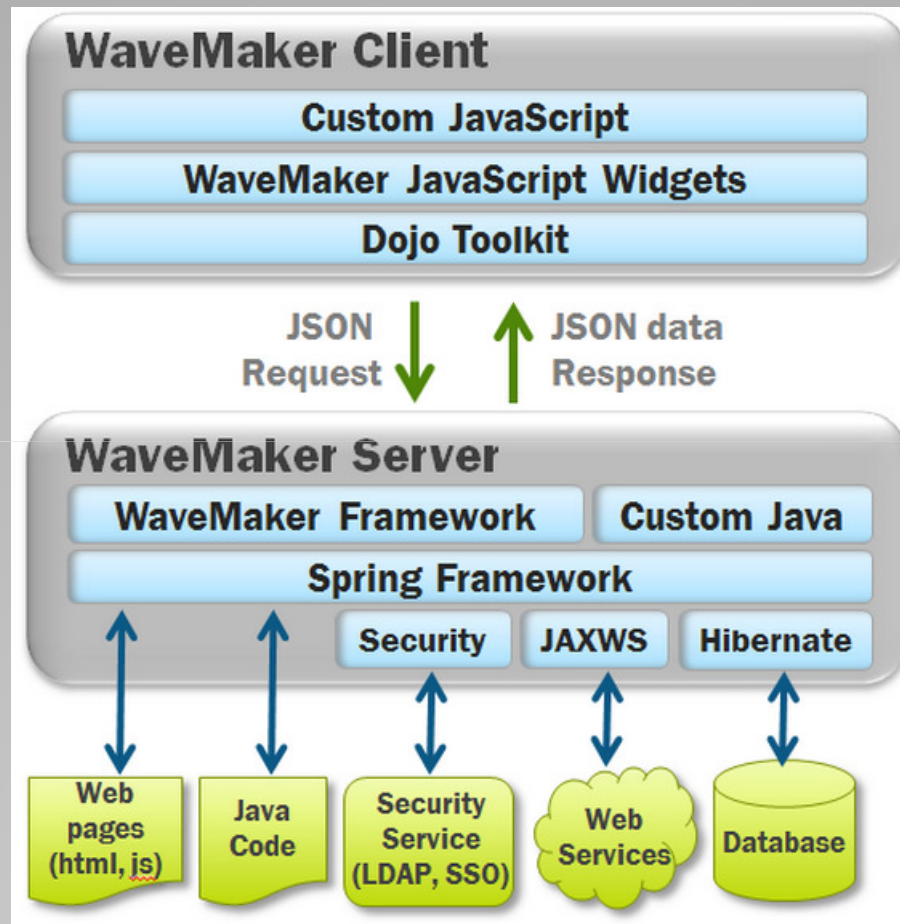 WaveMaker Client
Custom JavaScript
WaveMaker JavaScript Widgets
Dojo Toolkit
JSON
Request
JSON data
Response
WaveMaker Server
WaveMaker Framework
Custom Java
Spring Framework
Security
JAXWS
Hibernate
Web
pages
(html, js)
Java
Code
Security
Service
(LDAP, SSO)
Web
Services
Database